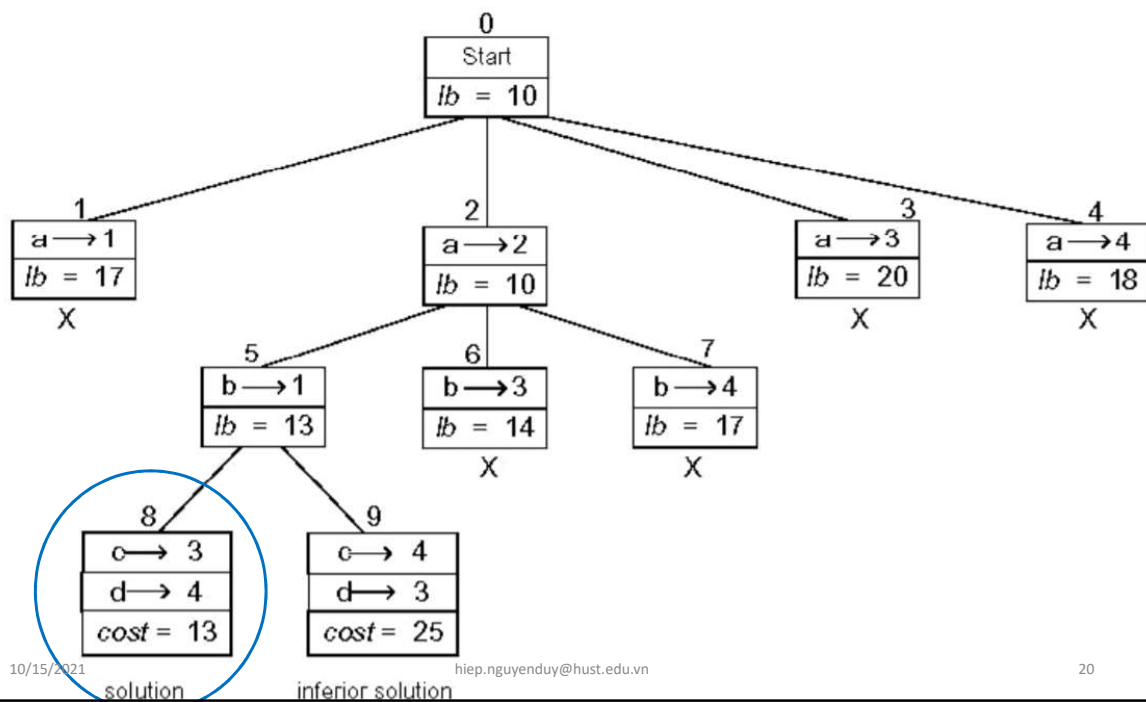 0
Start
lb = 10
1
2
3
4
a → 1
a → 2
a → 3
a → 4
lb = 17
lb = 10
lb = 20
lb = 18
X
X
X
5
6
7
b → 1
b → 3
b → 4
lb = 13
lb = 14
lb = 17
X
X
8
9
c → 3
c → 4
d → 4
d → 3
cost = 13
cost = 25
10/15/2021
hiep.nguyenduy@hust.edu.vn
20
solution
inferior solution